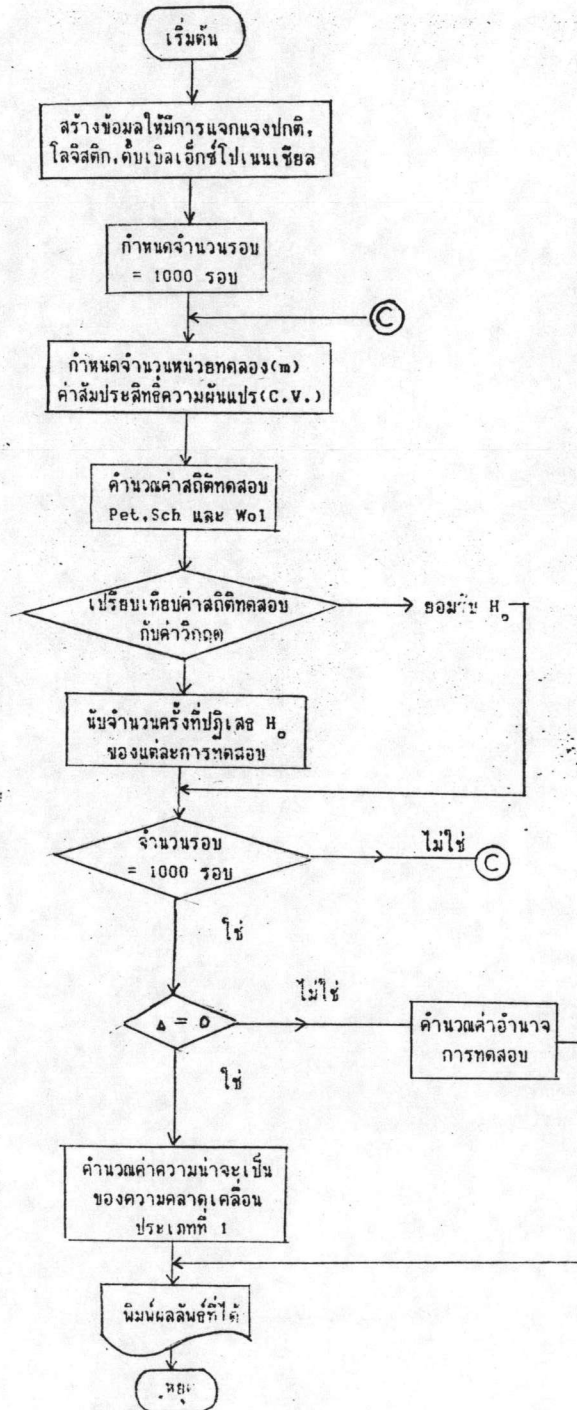 เริ่มต้น
สร้างข้อมูลให้มีการแจกแจงปกติ,
โลจิสติก,ดับเบิลเอ็กซ์โปเนนเชียล
กำหนดจำนวนรอบ
= 1000 รอบ
C
กำหนดจำนวนหน่วยทดลอง(m)
ค่าสัมประสิทธิ์ความผันแปร(C.V.)
คำนวณค่าสถิติทดสอบ
Pet,Sch และ Wol
เปรียบเทียบค่าสถิติทดสอบ
กับค่าวิกฤต
ยอมรับ H₀
นับจำนวนครั้งที่ปฏิเสธ H₀
ของแต่ละการทดสอบ
จำนวนรอบ
= 1000 รอบ
ไม่ใช่
C
ใช่
Δ = 0
ไม่ใช่
คำนวณค่าอำนาจ
การทดสอบ
ใช่
คำนวณค่าความน่าจะเป็น
ของความคลาดเคลื่อน
ประเภทที่ 1
พิมพ์ผลลัพธ์ที่ได้
หยุด